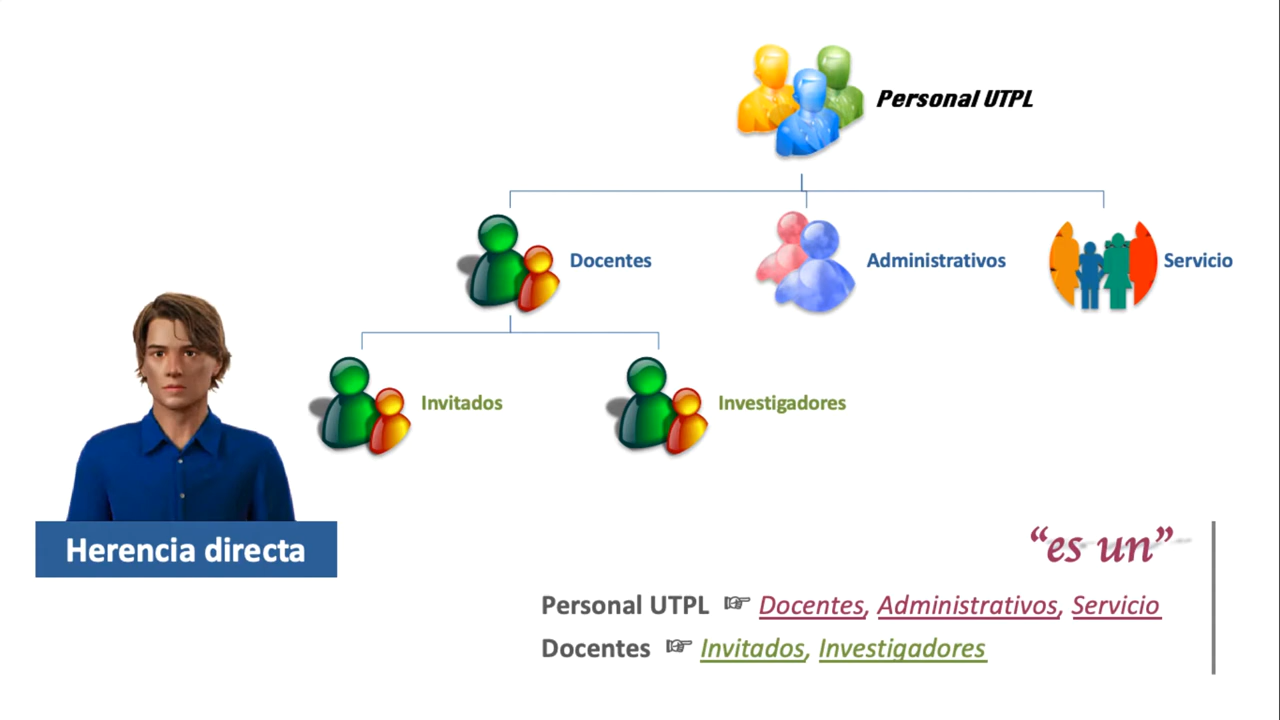 Personal UTPL
Docentes
Administrativos
Servicio
Invitados
Investigadores
Herencia directa
“es un”
Personal UTPL ☞ Docentes, Administrativos, Servicio
Docentes ☞ Invitados, Investigadores